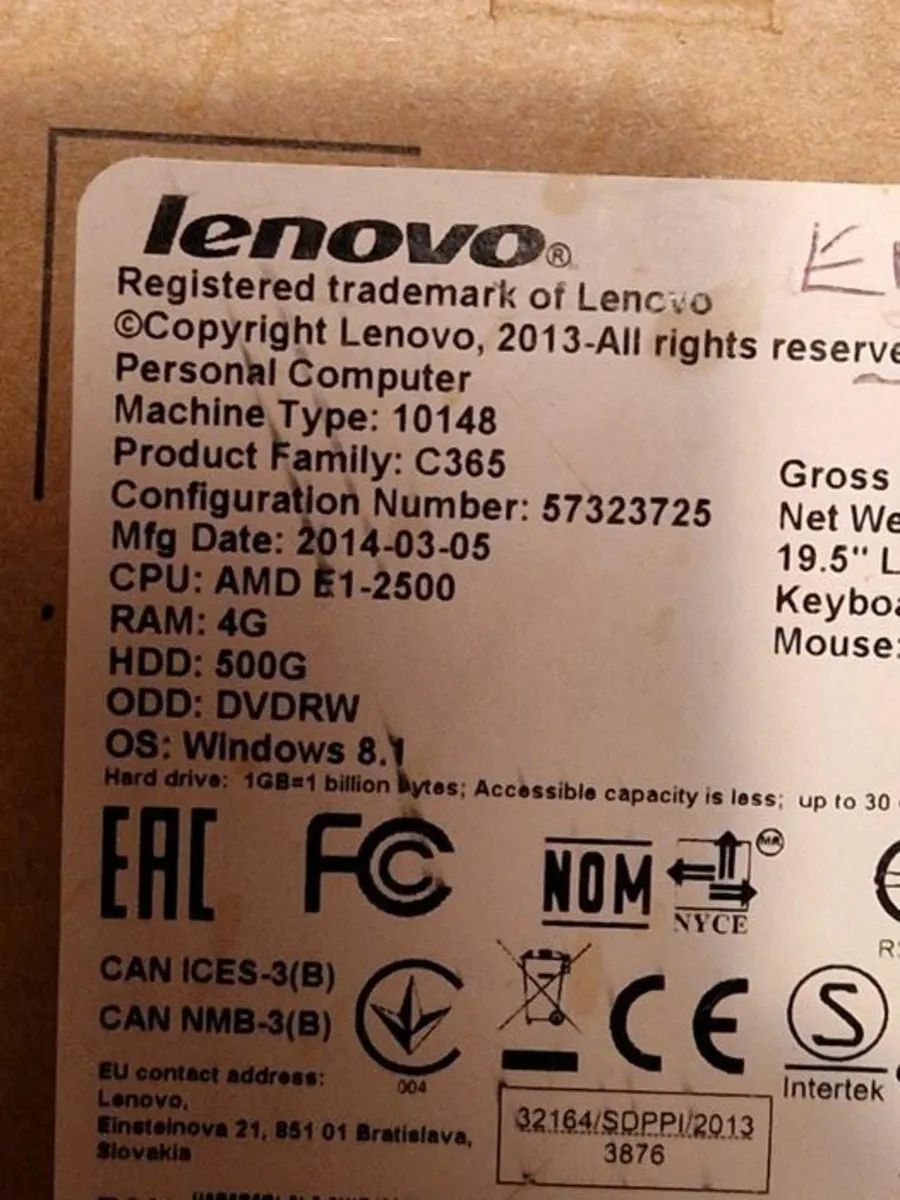 lenovo®
Registered trademark of Lenovo
©Copyright Lenovo, 2013-All rights reserve
Personal Computer
Machine Type: 10148
Product Family: C365
Configuration Number: 57323725
Mfg Date: 2014-03-05
CPU: AMD E1-2500
RAM: 4G
HDD: 500G
ODD: DVDRW
OS: Windows 8.1
Gross
Net We
19.5" L
Keyboa
Mouse:
Hard drive: 1GB=1 billion bytes; Accessible capacity is less; up to 30
EAC FC NOM NYCE MR
CAN ICES-3(B)
CAN NMB-3(B)
004
CE
S
Intertek
EU contact address:
Lenovo,
Einsteinova 21, 851 01 Bratislava,
Slovakia
32164/SDPPI/2013
3876